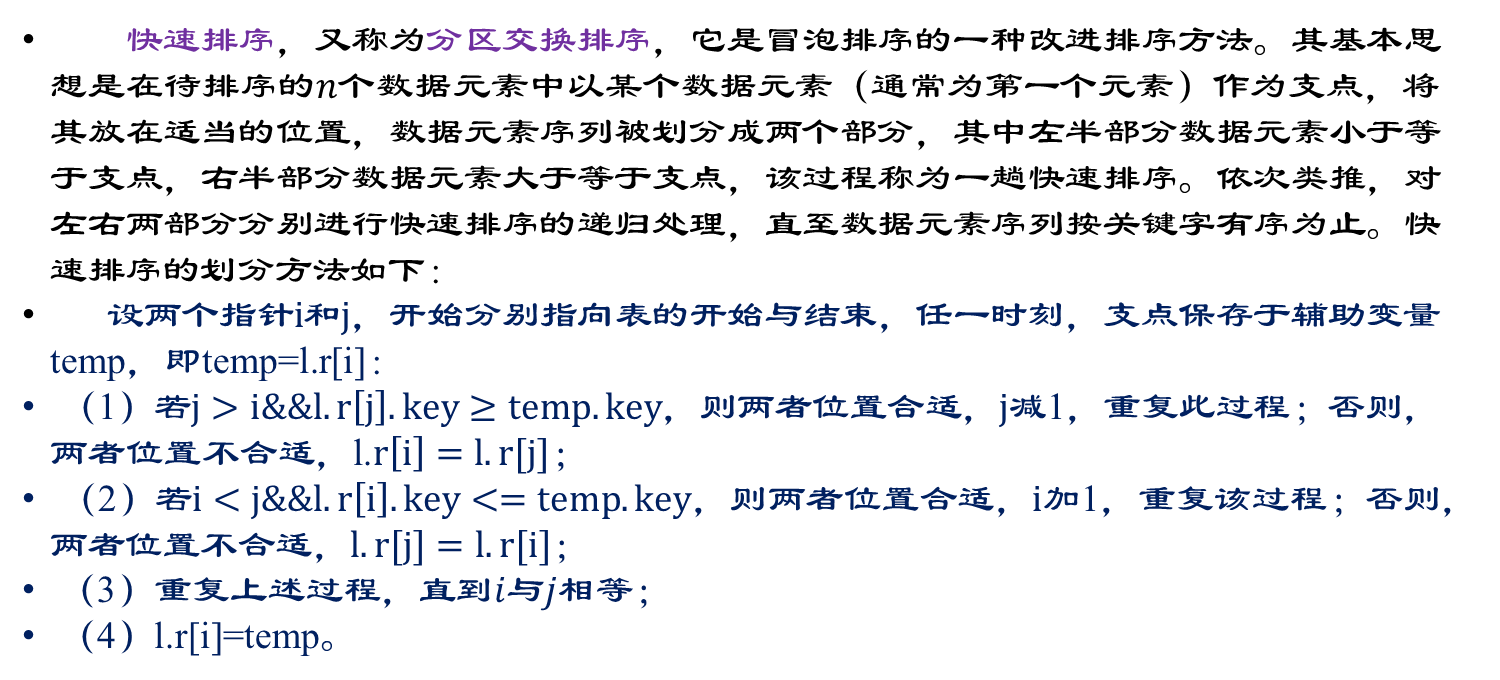 • 快速排序，又称为分区交换排序，它是冒泡排序的一种改进排序方法。其基本思
想是在待排序的n个数据元素中以某个数据元素（通常为第一个元素）作为支点，将
其放在适当的位置，数据元素序列被划分成两个部分，其中左半部分数据元素小于等
于支点，右半部分数据元素大于等于支点，该过程称为一趟快速排序。依次类推，对
左右两部分分别进行快速排序的递归处理，直至数据元素序列按关键字有序为止。快
速排序的划分方法如下：
• 设两个指针i和j，开始分别指向表的开始与结束，任一时刻，支点保存于辅助变量
temp，即temp=l.r[i]：
• （1）若j > i&&l. r[j]. key ≥ temp. key，则两者位置合适，j减1，重复此过程；否则，
两者位置不合适，l.r[i] = l. r[j]；
• （2）若i < j&&l. r[i]. key <= temp. key，则两者位置合适，i加1，重复该过程；否则，
两者位置不合适，l. r[j] = l. r[i]；
• （3）重复上述过程，直到i与j相等；
• （4）l.r[i]=temp。